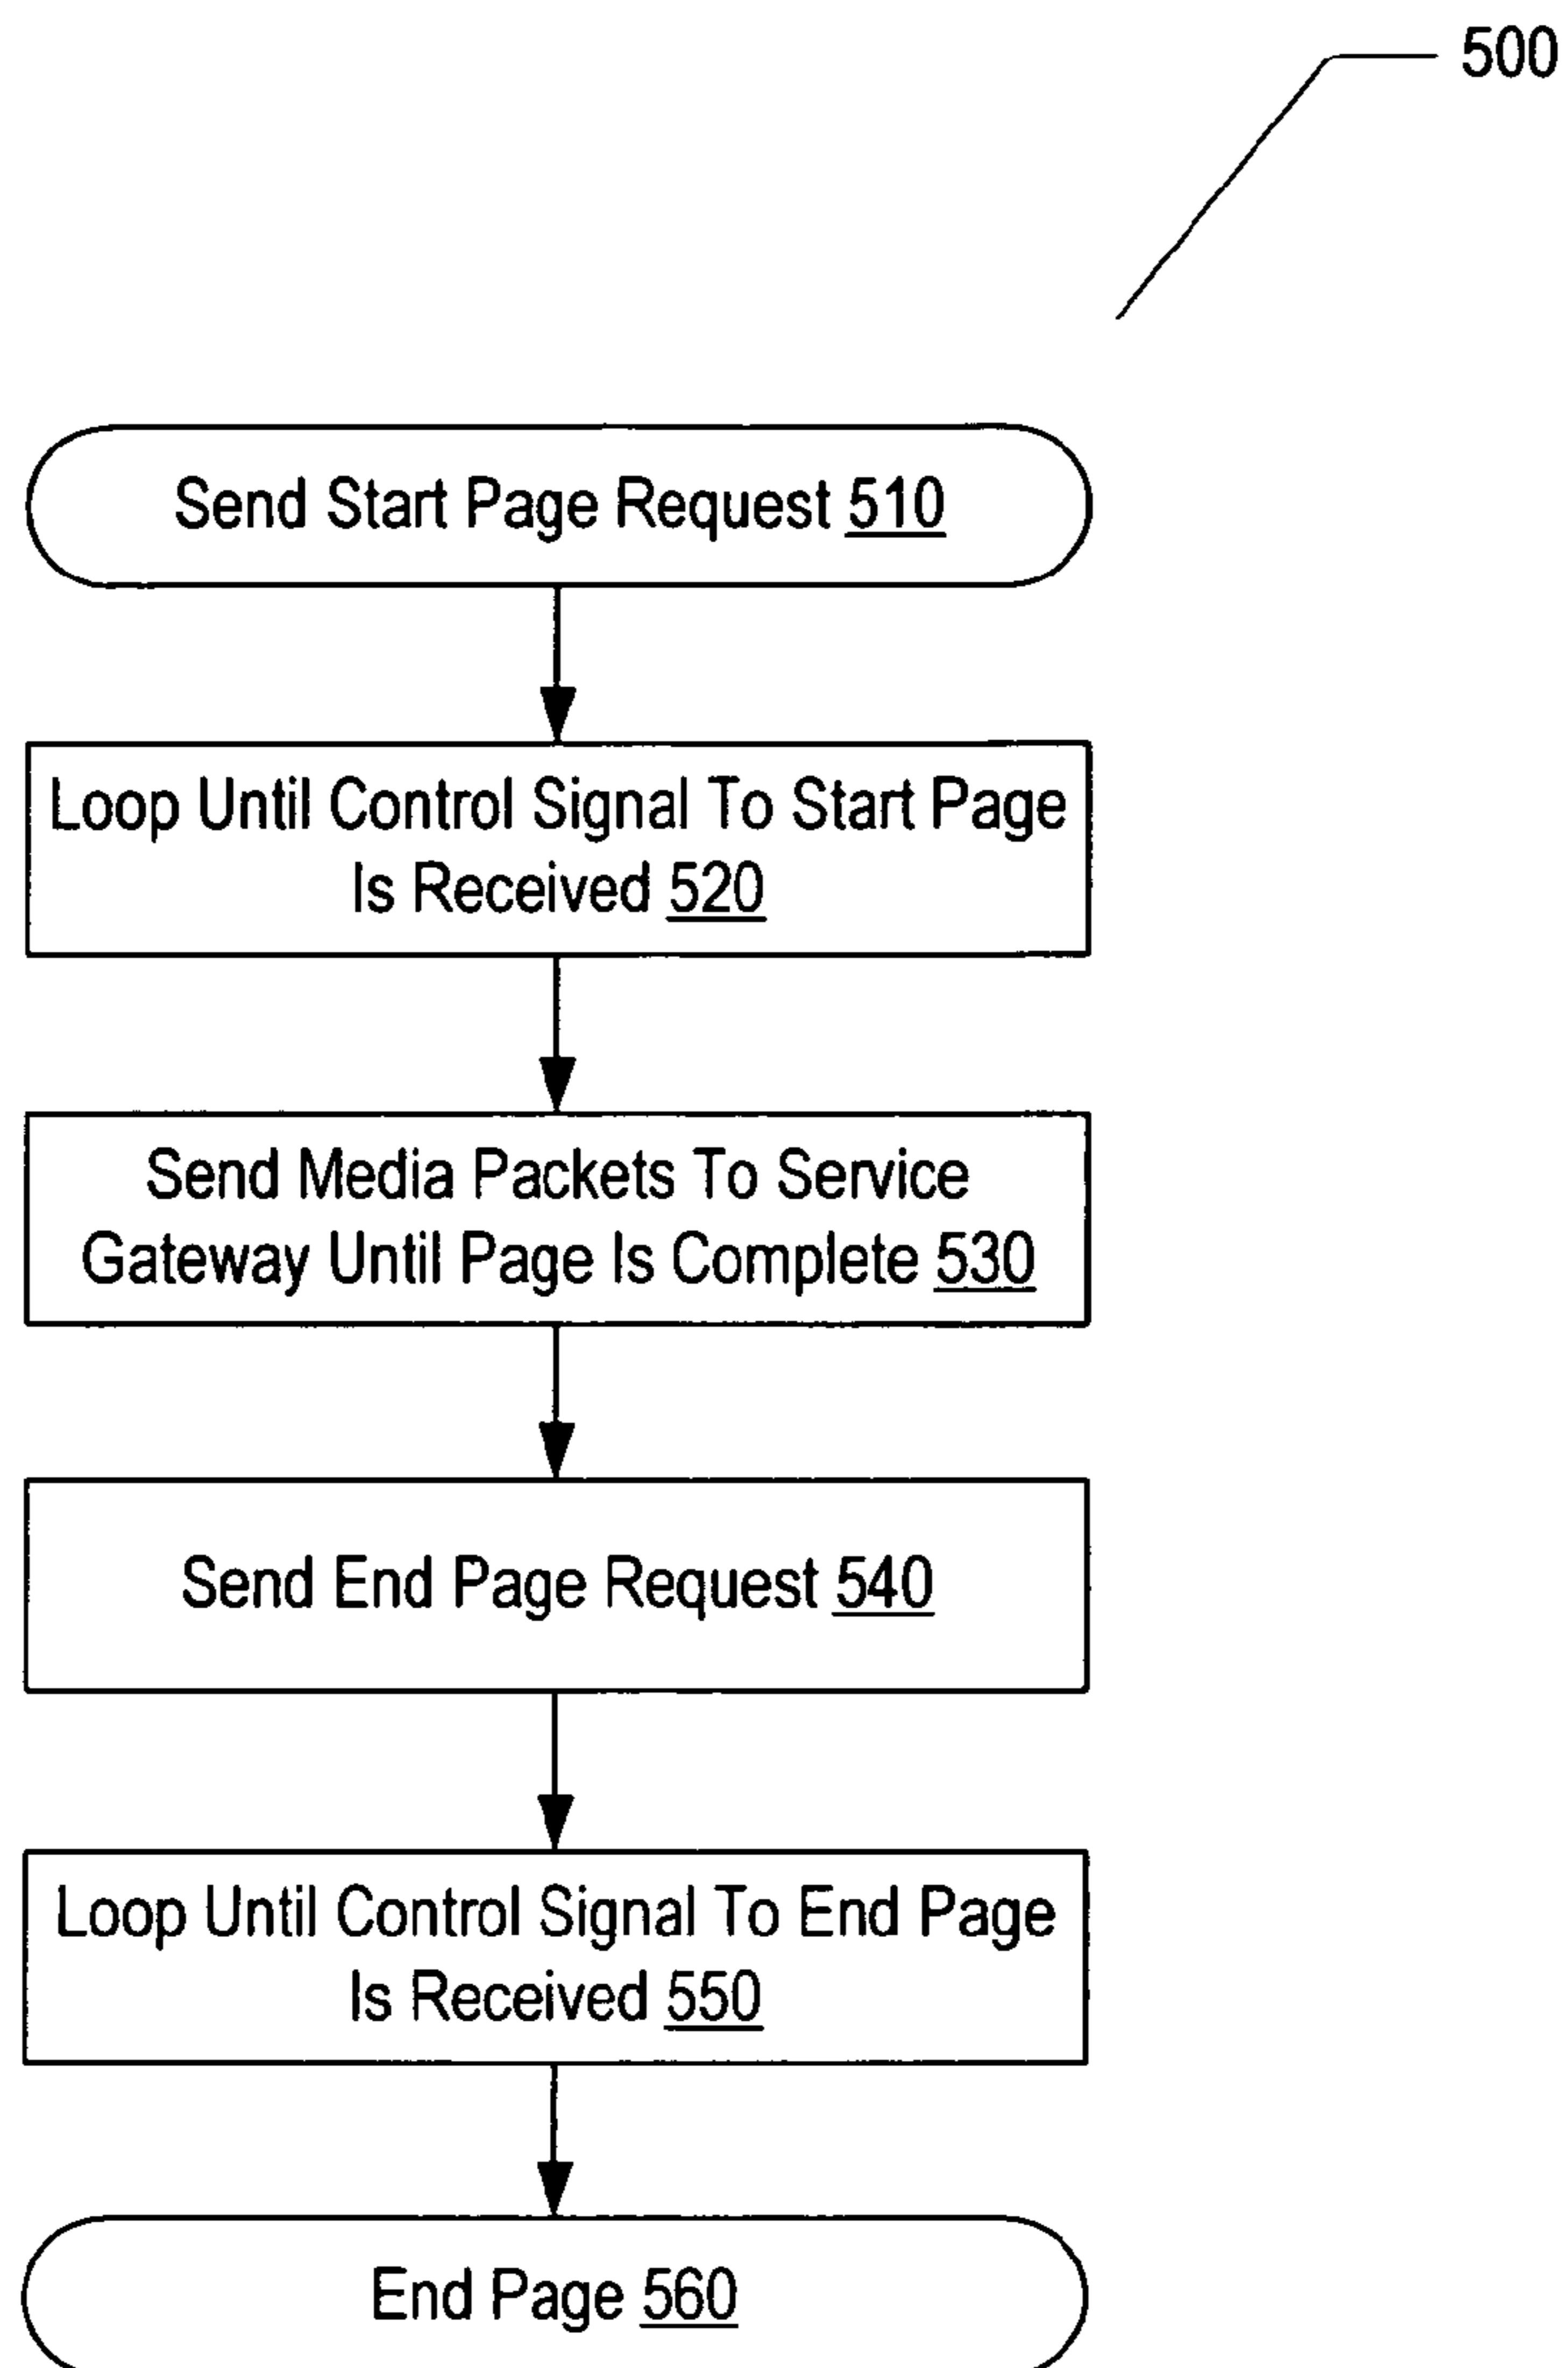 500
Send Start Page Request 510
Loop Until Control Signal To Start Page
Is Received 520
Send Media Packets To Service
Gateway Until Page Is Complete 530
Send End Page Request 540
Loop Until Control Signal To End Page
Is Received 550
End Page 560